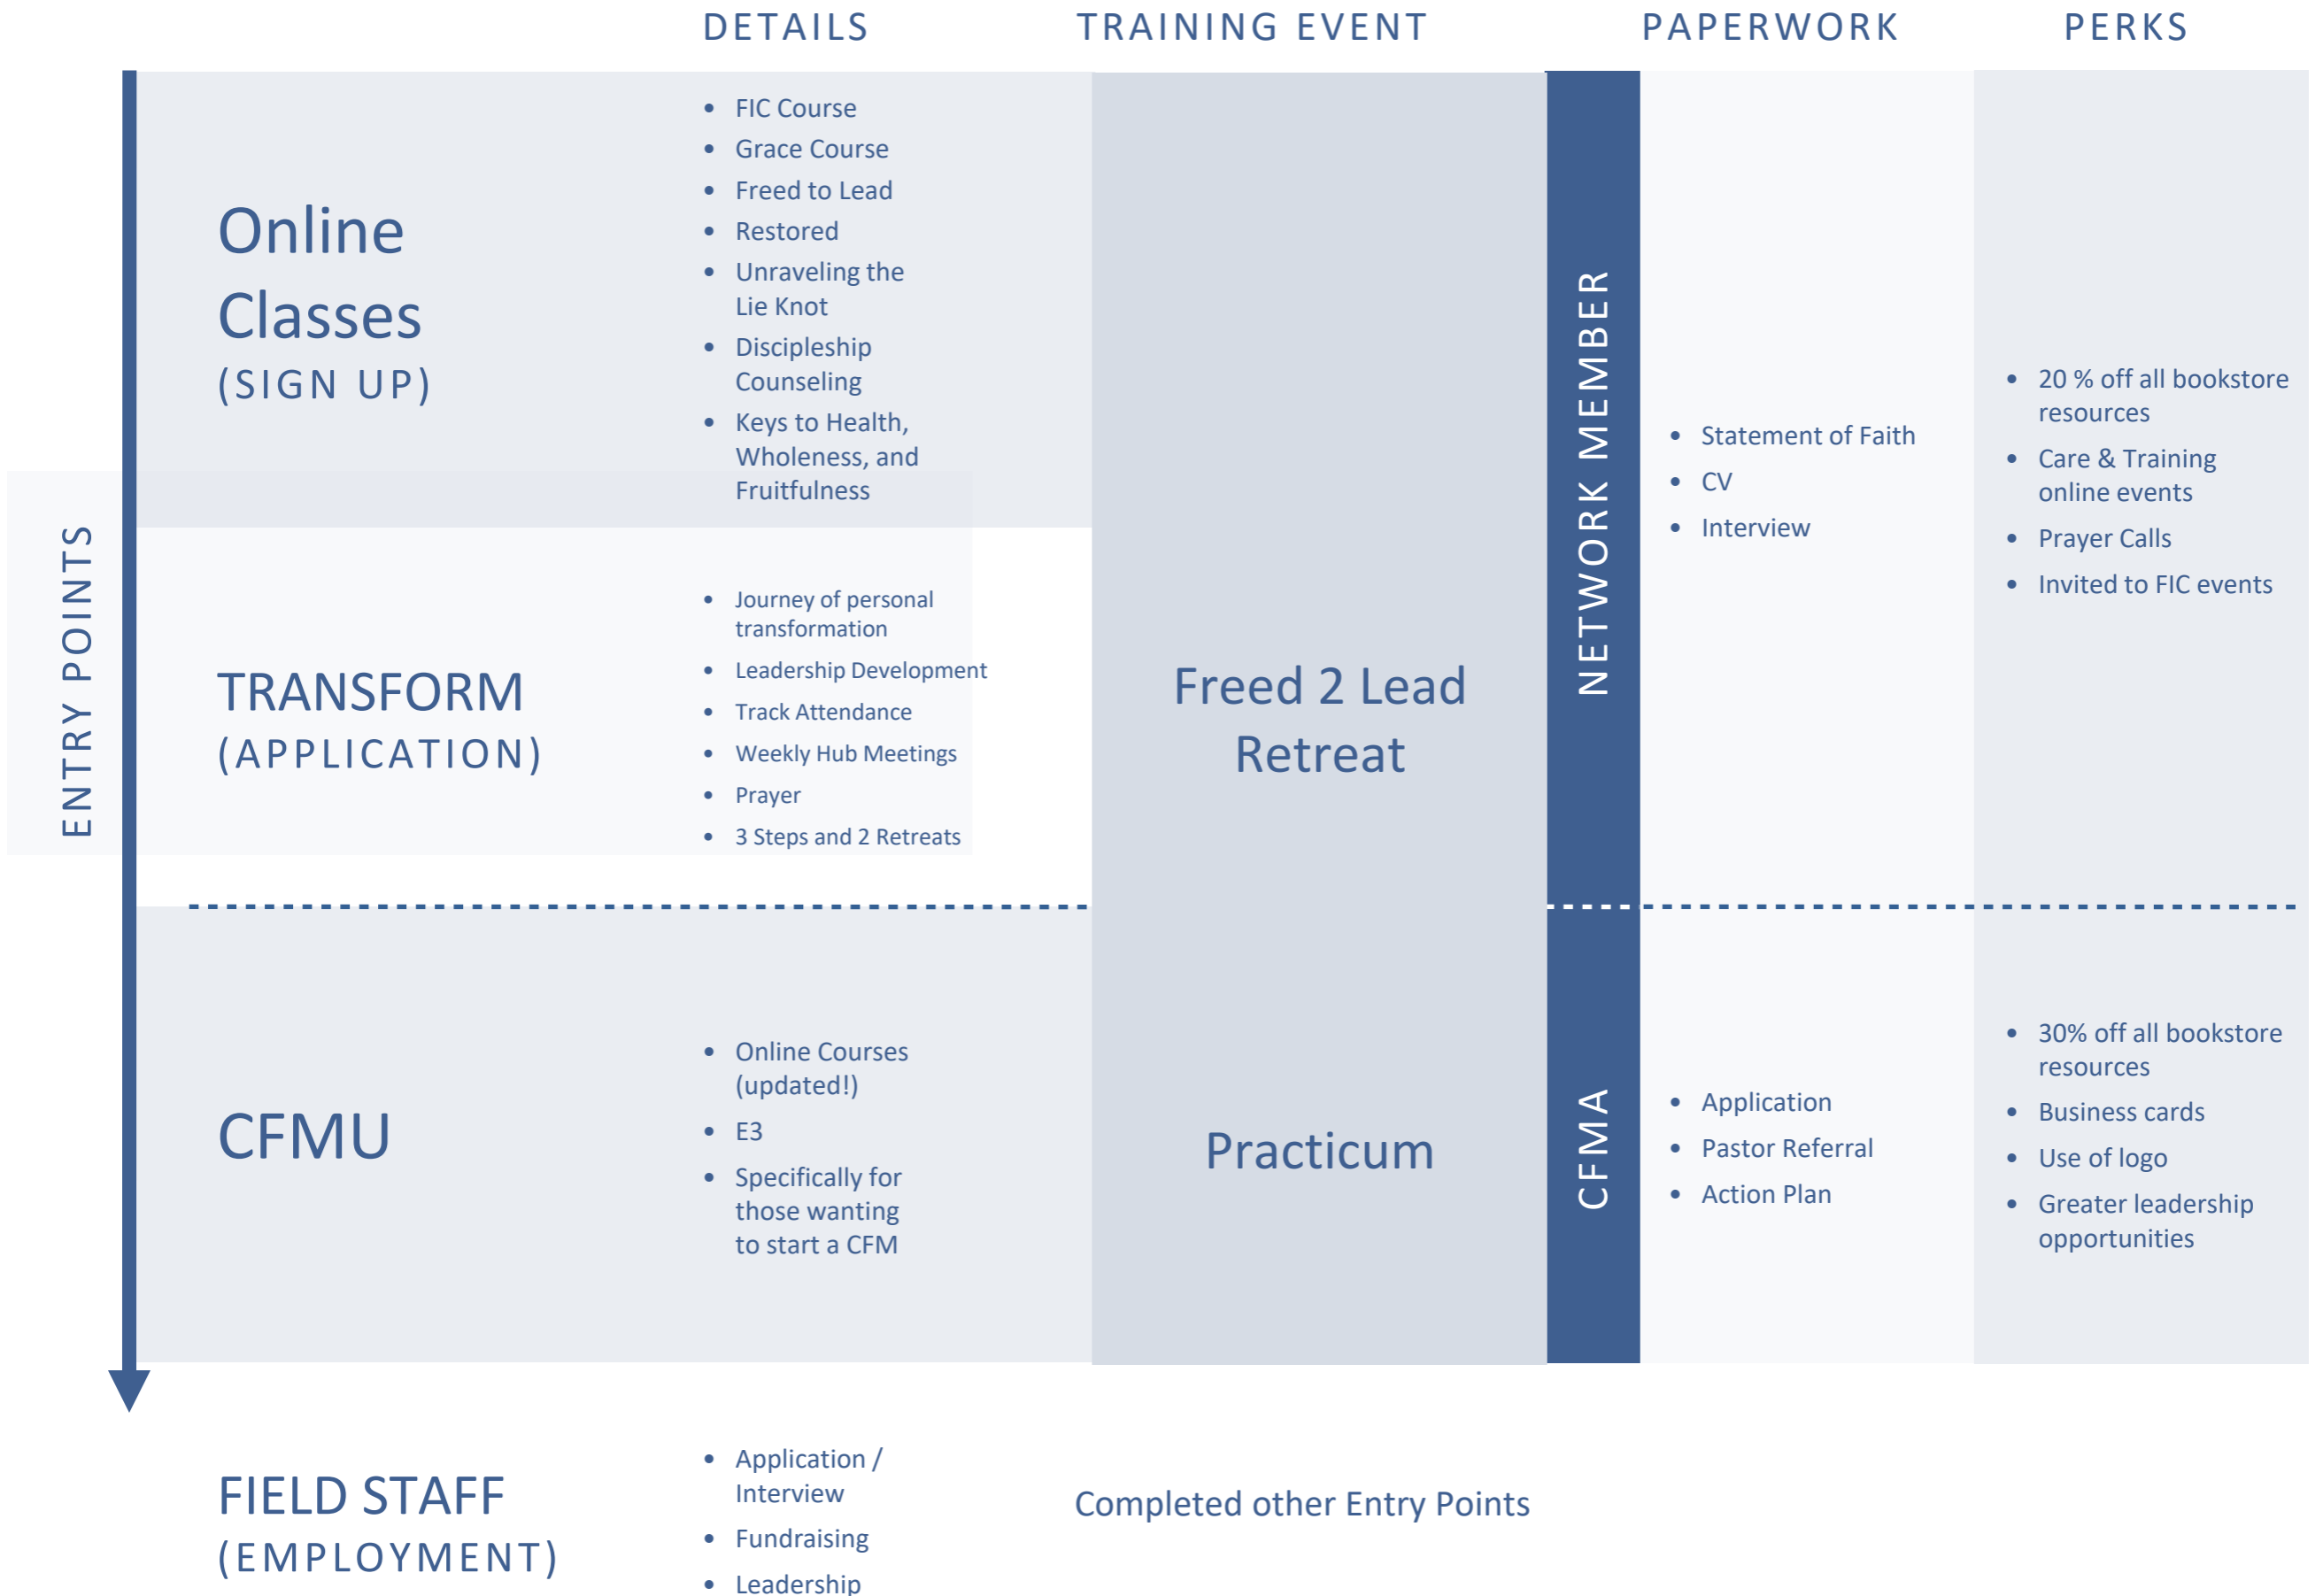 DETAILS
TRAINING EVENT
PAPERWORK
PERKS
ENTRY POINTS
Online
Classes
(SIGN UP)
• FIC Course
• Grace Course
• Freed to Lead
• Restored
• Unraveling the
Lie Knot
• Discipleship
Counseling
• Keys to Health,
Wholeness, and
Fruitfulness
TRANSFORM
(APPLICATION)
• Journey of personal
transformation
• Leadership Development
• Track Attendance
• Weekly Hub Meetings
• Prayer
• 3 Steps and 2 Retreats
Freed 2 Lead
Retreat
NETWORK MEMBER
• Statement of Faith
• CV
• Interview
• 20 % off all bookstore
resources
• Care & Training
online events
• Prayer Calls
• Invited to FIC events
CFMU
• Online Courses
(updated!)
• E3
• Specifically for
those wanting
to start a CFM
Practicum
CFMA
• Application
• Pastor Referral
• Action Plan
• 30% off all bookstore
resources
• Business cards
• Use of logo
• Greater leadership
opportunities
FIELD STAFF
(EMPLOYMENT)
• Application /
Interview
• Fundraising
• Leadership
Completed other Entry Points